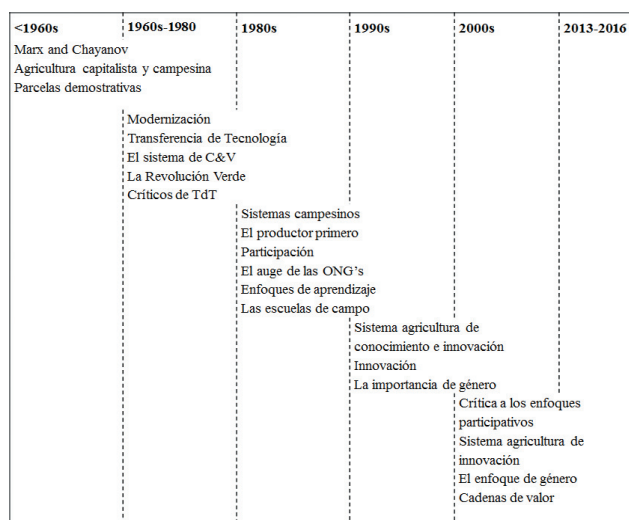 <1960s 1960s-1980 1980s 1990s 2000s 2013-2016
Marx and Chayanov
Agricultura capitalista y campesina
Parcelas demostrativas
Modernización
Transferencia de Tecnología
El sistema de C&V
La Revolución Verde
Críticos de TdT
Sistemas campesinos
El productor primero
Participación
El auge de las ONG's
Enfoques de aprendizaje
Las escuelas de campo
Sistema agricultura de
conocimiento e innovación
Innovación
La importancia de género
Crítica a los enfoques
participativos
Sistema agricultura de
innovación
El enfoque de género
Cadenas de valor